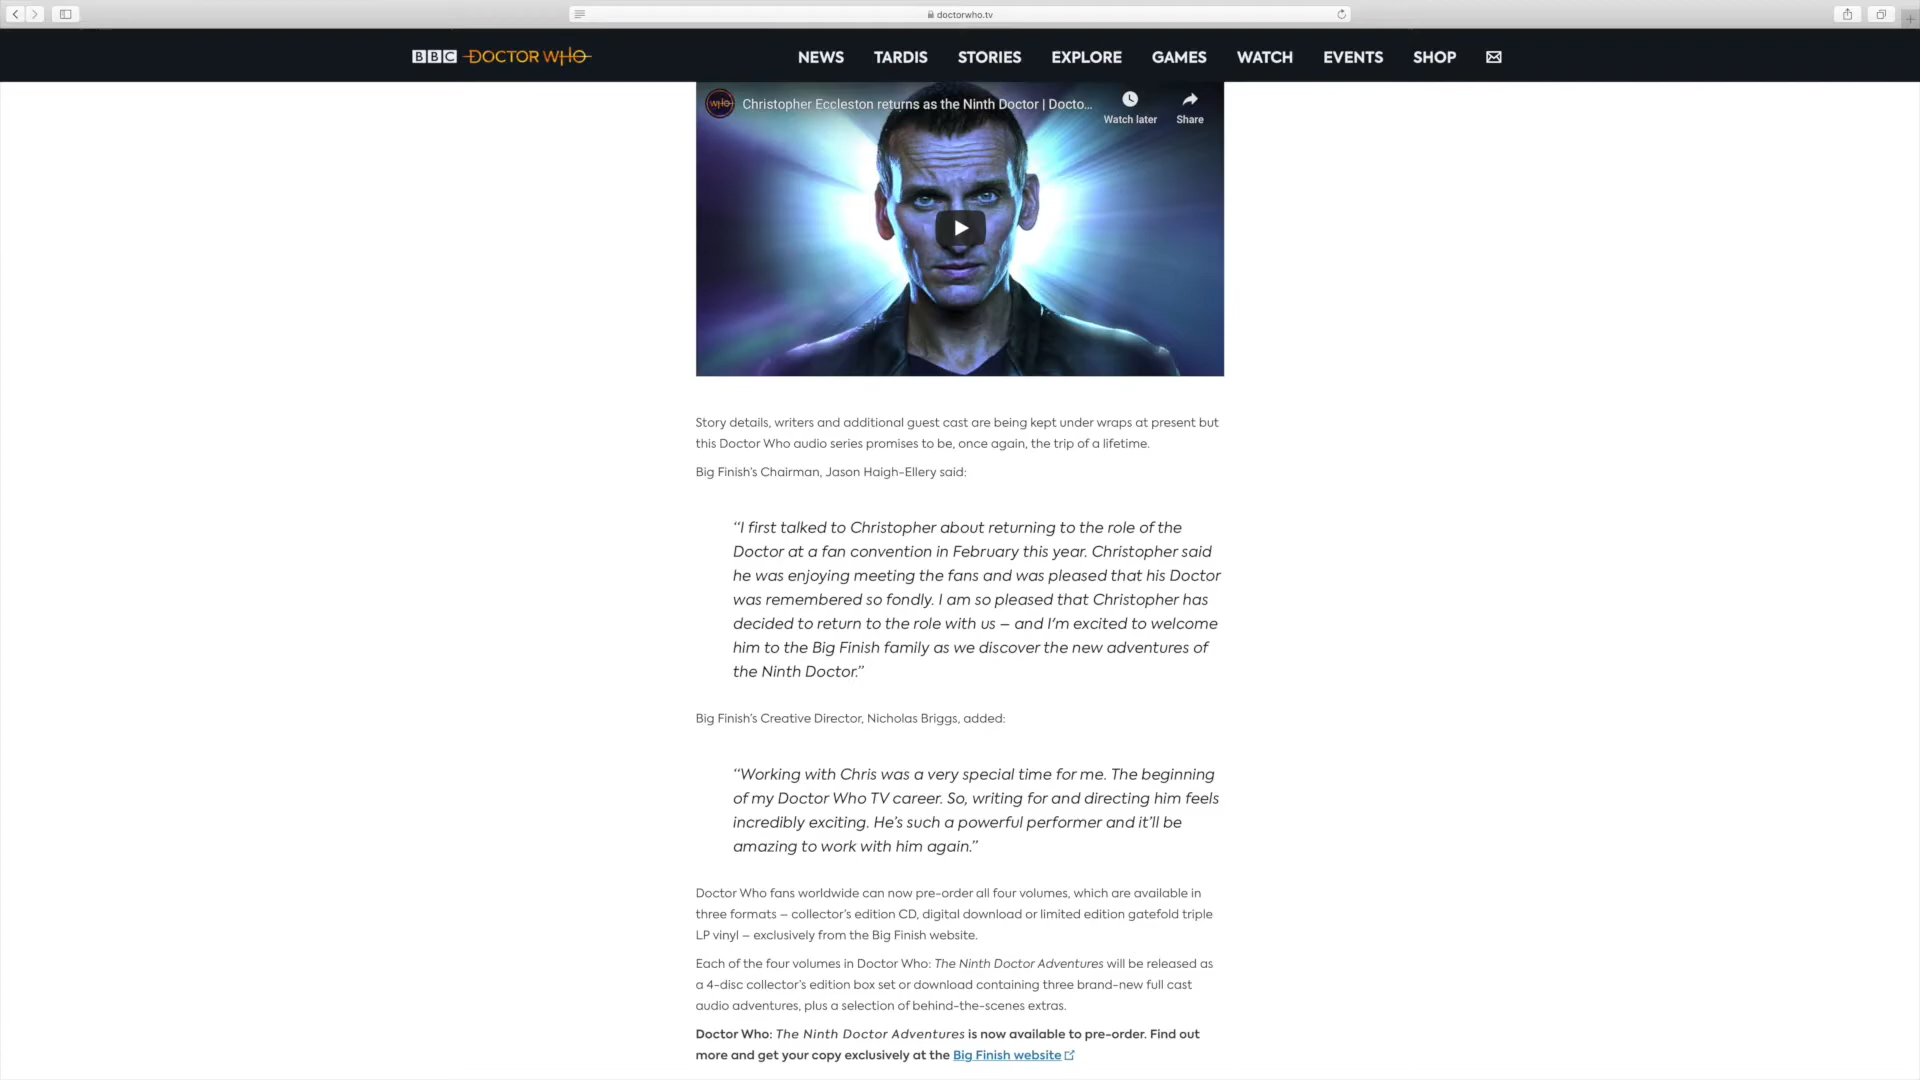 doctorwho.tv
BBC DOCTOR WHO NEWS TARDIS STORIES EXPLORE GAMES WATCH EVENTS SHOP
WHO Christopher Eccleston returns as the Ninth Doctor | Docto...
Watch later Share
Story details, writers and additional guest cast are being kept under wraps at present but
this Doctor Who audio series promises to be, once again, the trip of a lifetime.
Big Finish’s Chairman, Jason Haigh-Ellery said:
“I first talked to Christopher about returning to the role of the
Doctor at a fan convention in February this year. Christopher said
he was enjoying meeting the fans and was pleased that his Doctor
was remembered so fondly. I am so pleased that Christopher has
decided to return to the role with us – and I'm excited to welcome
him to the Big Finish family as we discover the new adventures of
the Ninth Doctor.”
Big Finish’s Creative Director, Nicholas Briggs, added:
“Working with Chris was a very special time for me. The beginning
of my Doctor Who TV career. So, writing for and directing him feels
incredibly exciting. He’s such a powerful performer and it’ll be
amazing to work with him again.”
Doctor Who fans worldwide can now pre-order all four volumes, which are available in
three formats – collector’s edition CD, digital download or limited edition gatefold triple
LP vinyl – exclusively from the Big Finish website.
Each of the four volumes in Doctor Who: The Ninth Doctor Adventures will be released as
a 4-disc collector’s edition box set or download containing three brand-new full cast
audio adventures, plus a selection of behind-the-scenes extras.
Doctor Who: The Ninth Doctor Adventures is now available to pre-order. Find out
more and get your copy exclusively at the Big Finish website